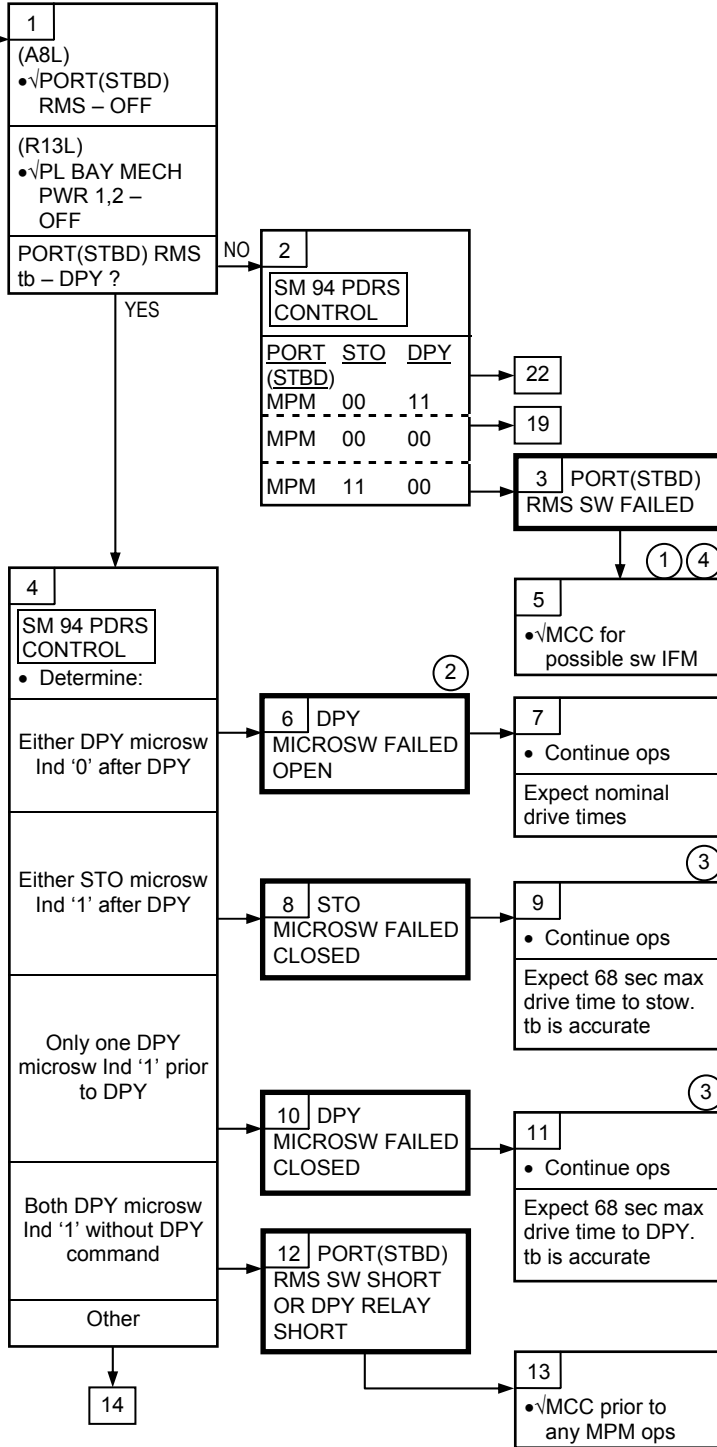 1
(A8L)
•√PORT(STBD)
RMS – OFF
(R13L)
•√PL BAY MECH
PWR 1,2 –
OFF
PORT(STBD) RMS
tb – DPY ?
NO
YES
2
SM 94 PDRS
CONTROL
PORT STO DPY
(STBD)
MPM 00 11
22
MPM 00 00
19
MPM 11 00
3 PORT(STBD)
RMS SW FAILED
1 4
5
•√MCC for
possible sw IFM
4
SM 94 PDRS
CONTROL
• Determine:
Either DPY microsw
Ind ‘0’ after DPY
2
6 DPY
MICROSW FAILED
OPEN
7
• Continue ops
Expect nominal
drive times
Either STO microsw
Ind ‘1’ after DPY
8 STO
MICROSW FAILED
CLOSED
3
9
• Continue ops
Expect 68 sec max
drive time to stow.
tb is accurate
Only one DPY
microsw Ind ‘1’ prior
to DPY
10 DPY
MICROSW FAILED
CLOSED
3
11
• Continue ops
Expect 68 sec max
drive time to DPY.
tb is accurate
Both DPY microsw
Ind ‘1’ without DPY
command
12 PORT(STBD)
RMS SW SHORT
OR DPY RELAY
SHORT
13
•√MCC prior to
any MPM ops
Other
14